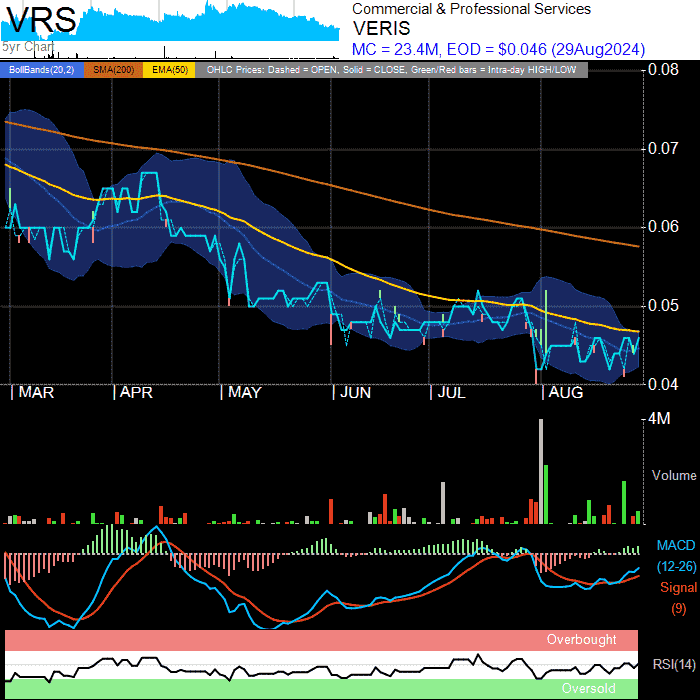 VRS
5yr Chart
Commercial & Professional Services
VERIS
MC = 23.4M, EOD = $0.046 (29Aug2024)
BollBands(20,2) SMA(200) EMA(50) OHLC Prices: Dashed = OPEN, Solid = CLOSE, Green/Red bars = Intra-day HIGH/LOW
0.08
0.07
0.06
0.05
0.04
MAR APR MAY JUN JUL AUG
4M
Volume
MACD
(12-26)
Signal
(9)
Overbought
RSI(14)
Oversold